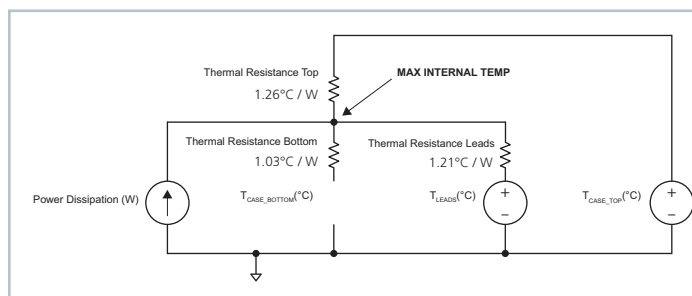 Thermal Resistance Top
MAX INTERNAL TEMP
1.26°C / W
Thermal Resistance Bottom
Thermal Resistance Leads
1.03°C / W
1.21°C / W
Power Dissipation (W)
TCASE_BOTTOM(°C)
TLEADS(°C)
TCASE_TOP(°C)
+
–
+
–